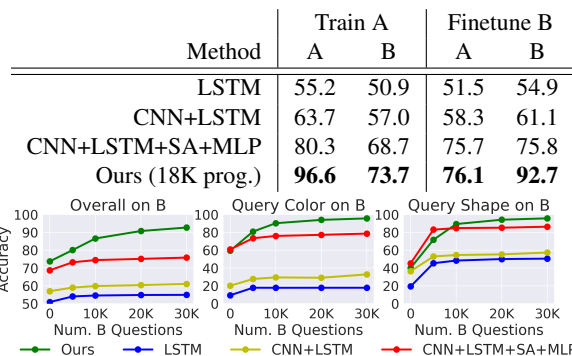 Train A Finetune B
Method A B A B
LSTM 55.2 50.9 51.5 54.9
CNN+LSTM 63.7 57.0 58.3 61.1
CNN+LSTM+SA+MLP 80.3 68.7 75.7 75.8
Ours (18K prog.) 96.6 73.7 76.1 92.7
Overall on B Query Color on B Query Shape on B
100 100 100
90 80 80
80 60 60
70 40 40
60 20 20
50 0 0
Accuracy
0 10K 20K 30K 0 10K 20K 30K 0 10K 20K 30K
Num. B Questions Num. B Questions Num. B Questions
Ours LSTM CNN+LSTM CNN+LSTM+SA+MLP